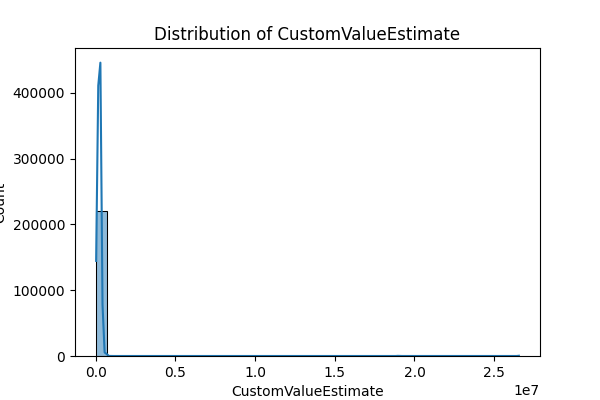 Distribution of CustomValueEstimate
400000
300000
200000
100000
0
Count
0.0 0.5 1.0 1.5 2.0 2.5
1e7
CustomValueEstimate